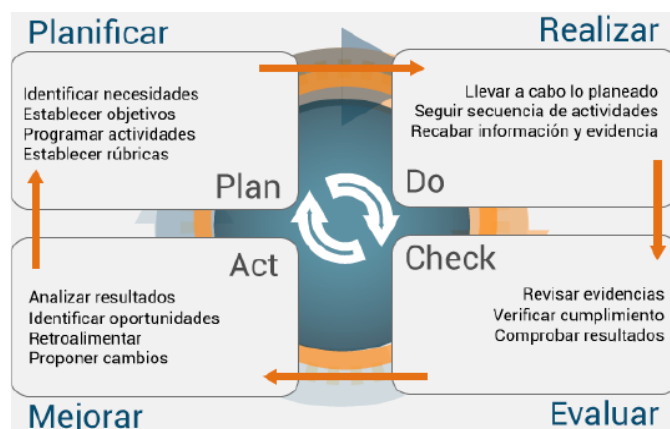 Planificar
Identificar necesidades
Establecer objetivos
Programar actividades
Establecer rúbricas
Plan
Realizar
Llevar a cabo lo planeado
Seguir secuencia de actividades
Recabar información y evidencia
Do
Act
Analizar resultados
Identificar oportunidades
Retroalimentar
Proponer cambios
Mejorar
Check
Revisar evidencias
Verificar cumplimiento
Comprobar resultados
Evaluar